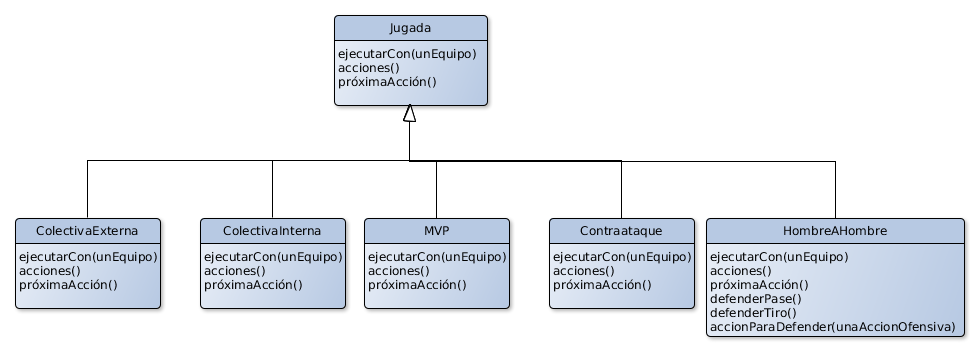 Jugada
ejecutarCon(unEquipo)
acciones()
próximaAcción()
ColectivaExterna
ejecutarCon(unEquipo)
acciones()
próximaAcción()
ColectivaInterna
ejecutarCon(unEquipo)
acciones()
próximaAcción()
MVP
ejecutarCon(unEquipo)
acciones()
próximaAcción()
Contraataque
ejecutarCon(unEquipo)
acciones()
próximaAcción()
HombreAHombre
ejecutarCon(unEquipo)
acciones()
próximaAcción()
defenderPase()
defenderTiro()
accionParaDefender(unaAccionOfensiva)